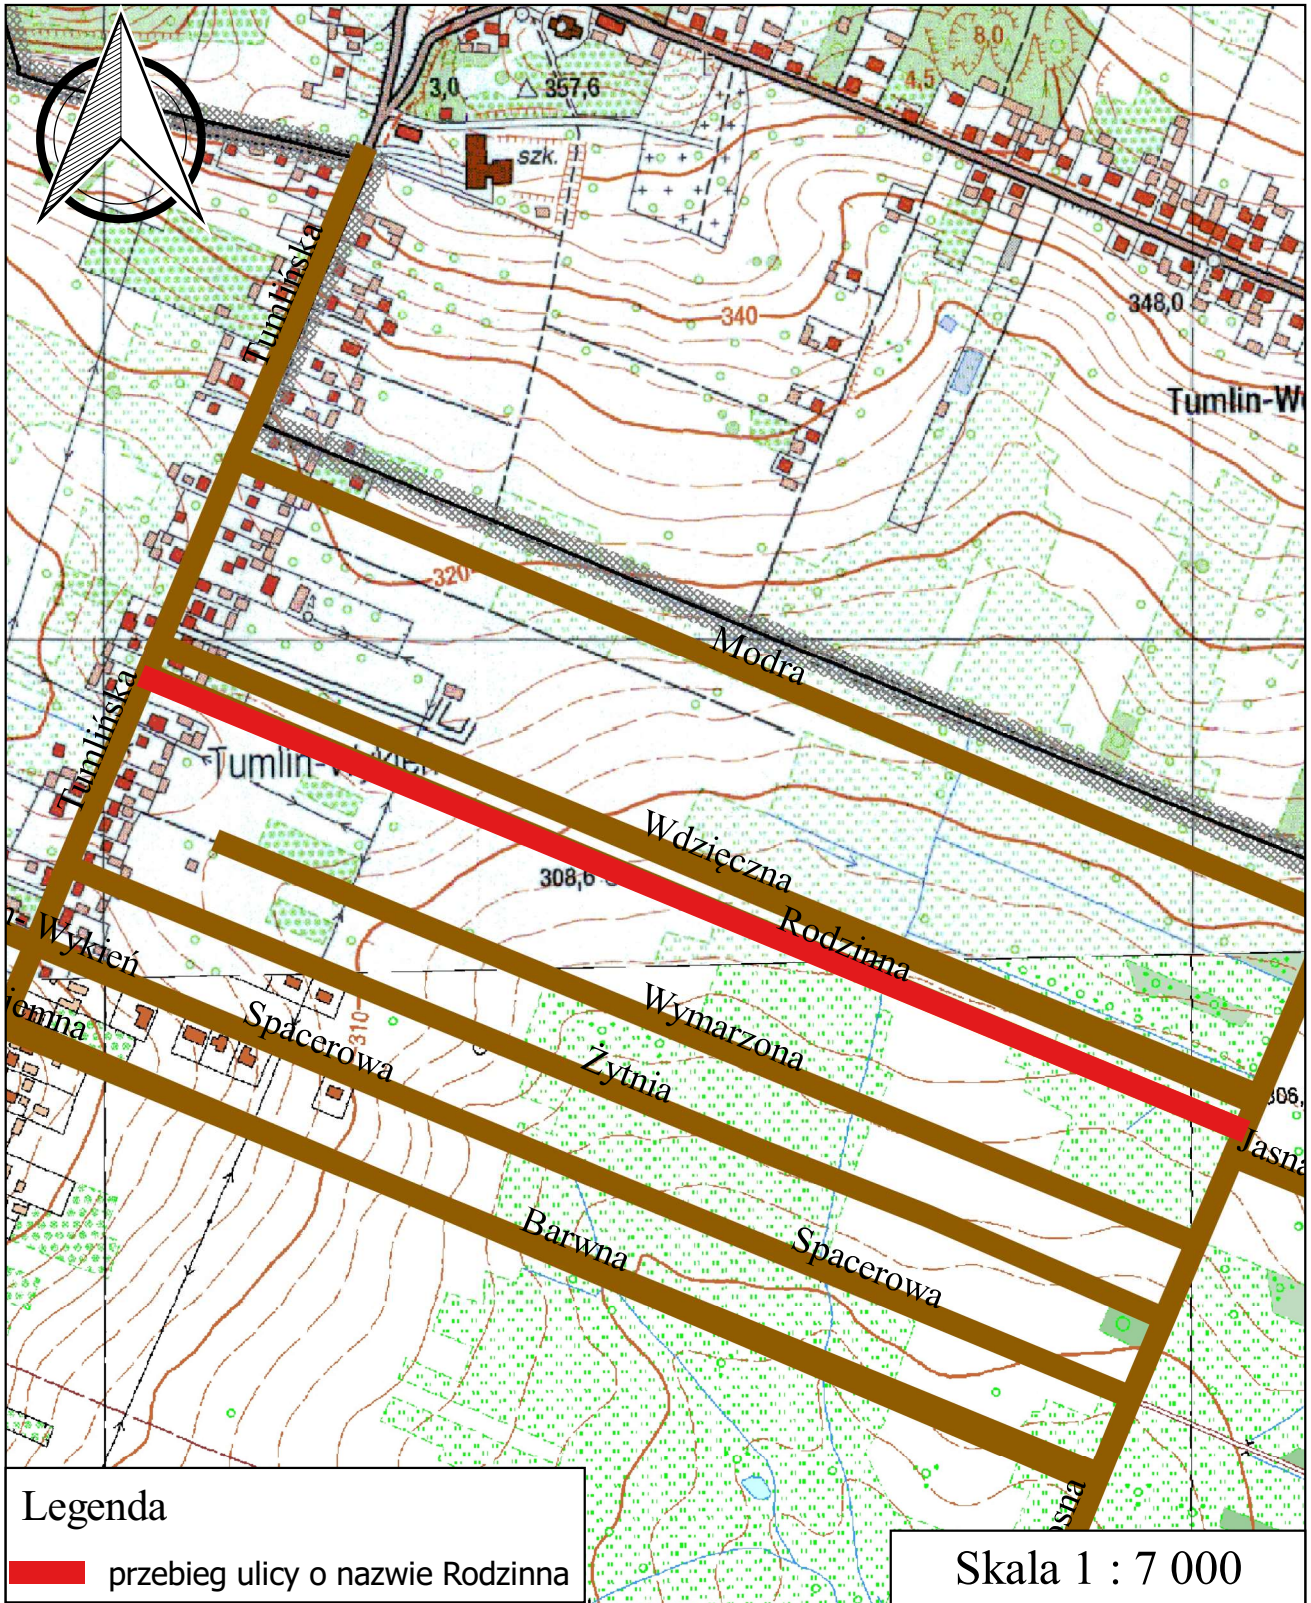 8,0
3,0
357,6
4,5
szk.
Tumlińska
340
348,0
320
Modra
Tumlińska
Wdzięczna
308,6
Rodzinna
Wykień
Wymarzona
Spacerowa
310
Żytnia
Jasna
Barwna
Spacerowa
Legenda
przebieg ulicy o nazwie Rodzinna
Skala 1 : 7 000